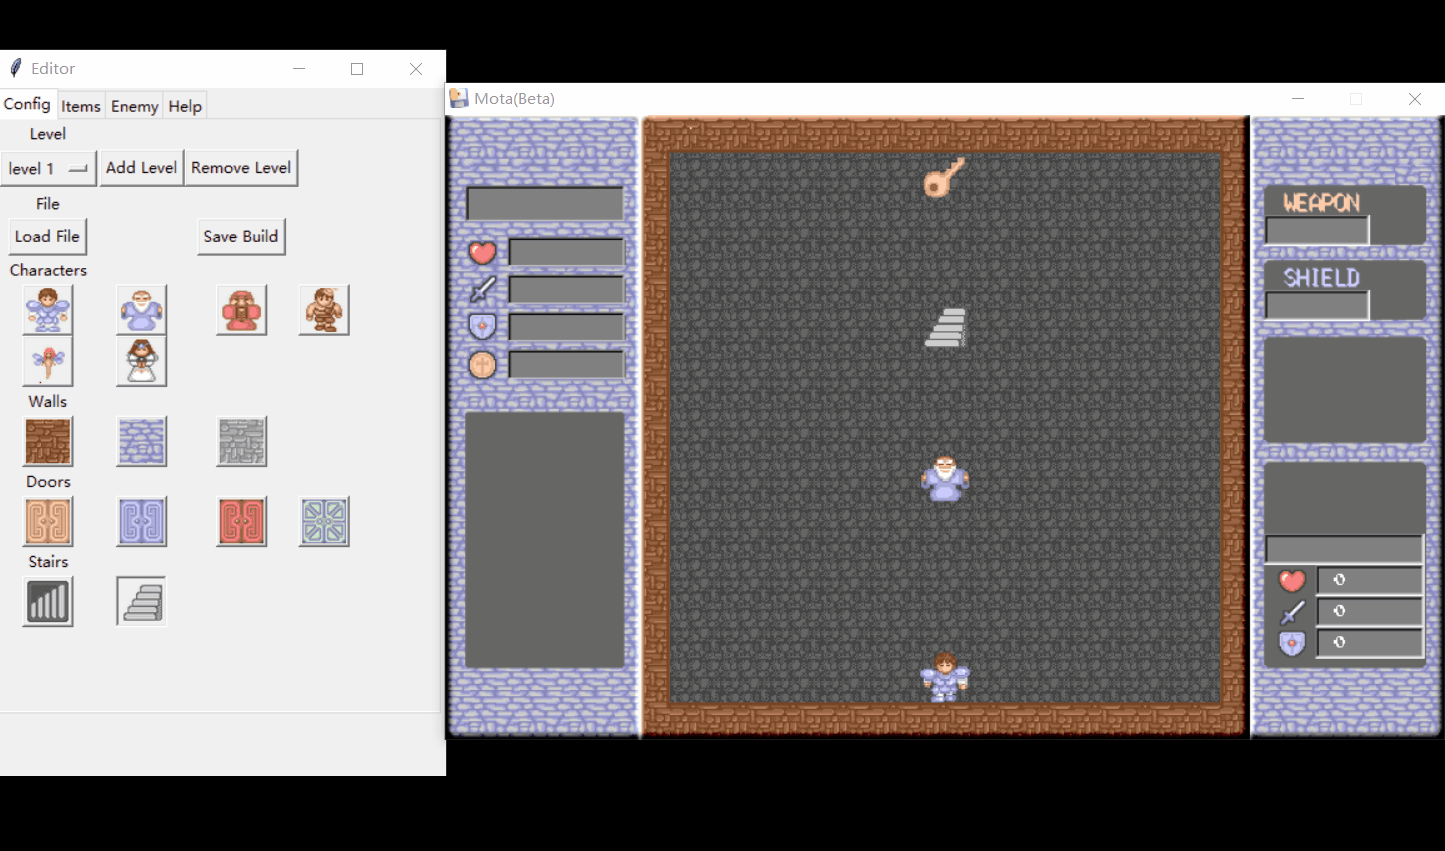 Editor
Config Items Enemy Help
Level
level 1 Add Level Remove Level
File
Load File Save Build
Characters
Walls
Doors
Stairs
Mota(Beta)
WEAPON
SHIELD
0
0
0